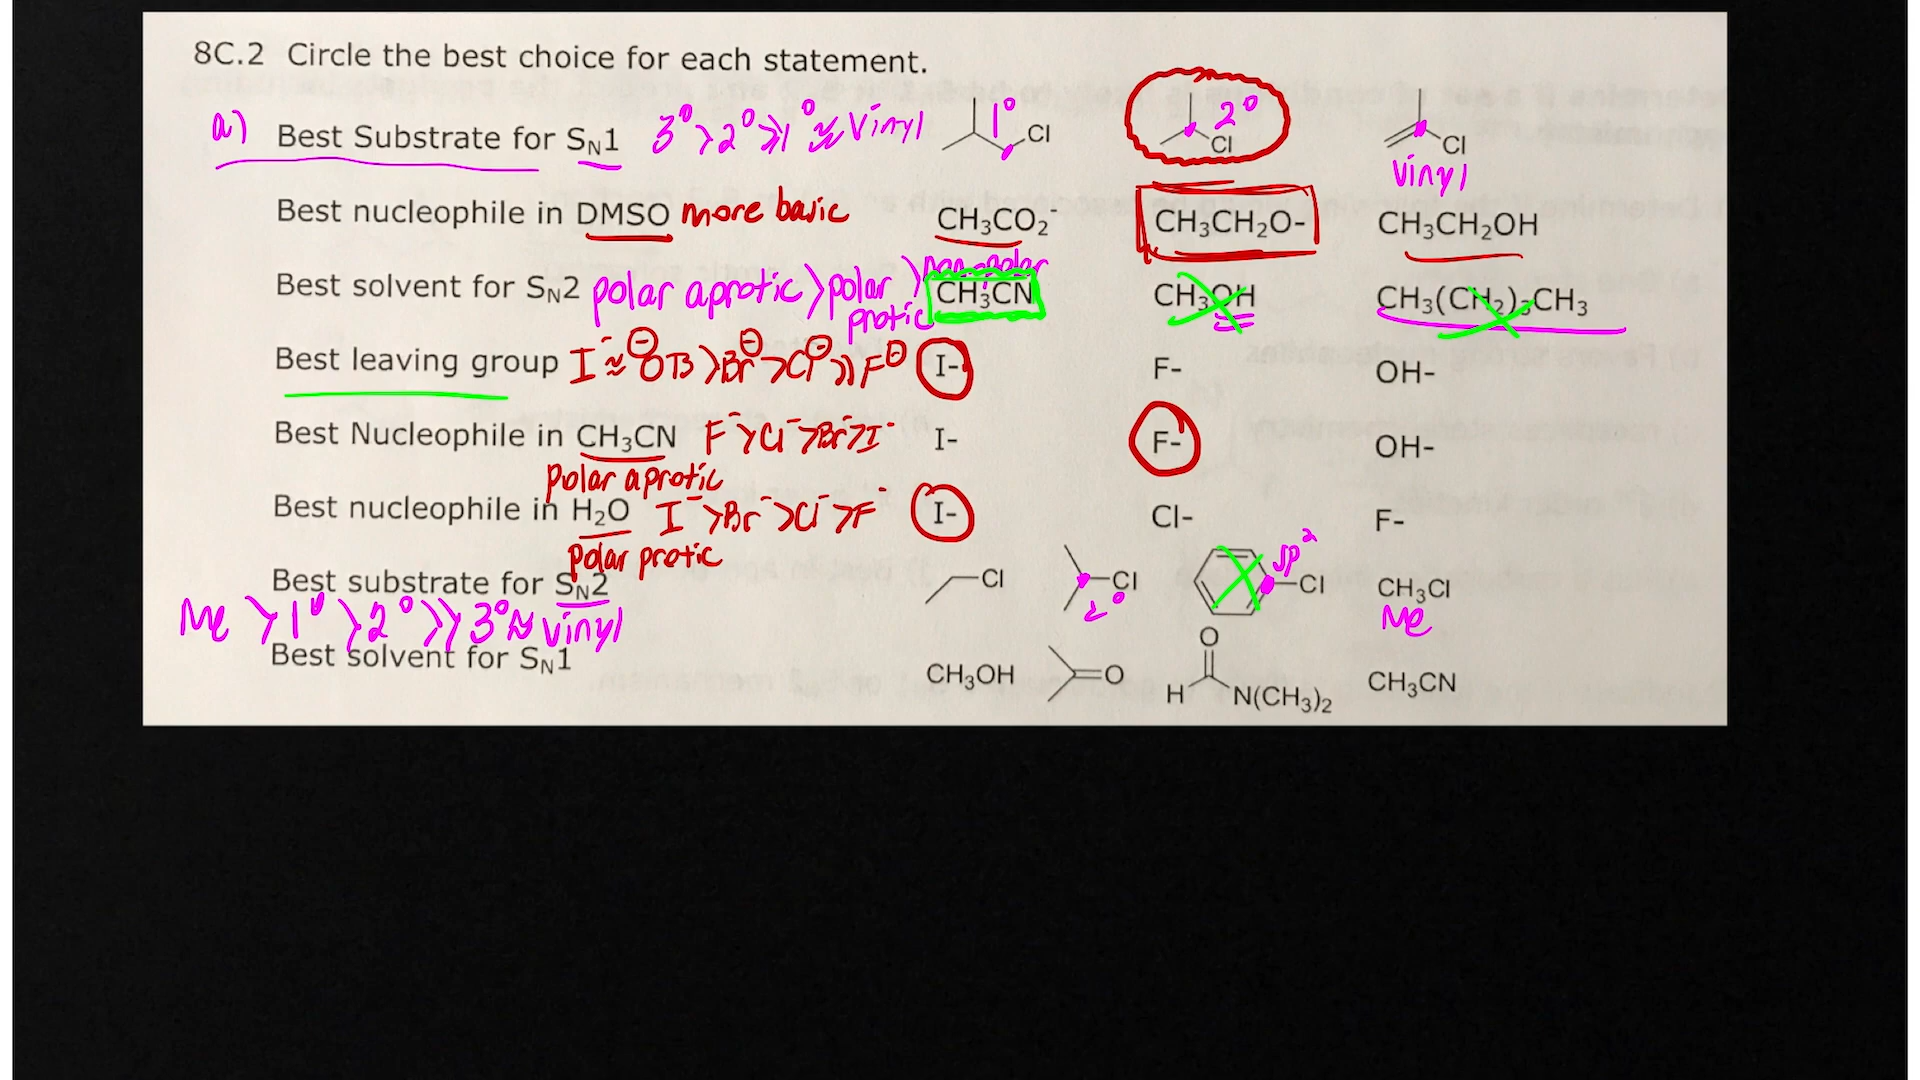 8C.2 Circle the best choice for each statement.
a) Best Substrate for SN1 3° > 2° >> 1° ≈ Vinyl 1° Cl 2° Cl Cl
vinyl
Best nucleophile in DMSO more basic CH3CO2- CH3CH2O- CH3CH2OH
Best solvent for SN2 polar aprotic > polar protic > non-polar CH3CN CH3OH CH3(CH2)3CH3
Best leaving group I- ≈ ⊖OTs > Br⊖ > Cl⊖ >> F⊖ I- F- OH-
Best Nucleophile in CH3CN F- > Cl- > Br- > I- I- F- OH-
polar aprotic
Best nucleophile in H2O I- > Br- > Cl- > F- I- Cl- F-
polar protic
Best substrate for SN2 Cl Cl 2° sp2 Cl CH3Cl
Me > 1° > 2° >> 3° ≈ vinyl Me
Best solvent for SN1 CH3OH O O H N(CH3)2 CH3CN